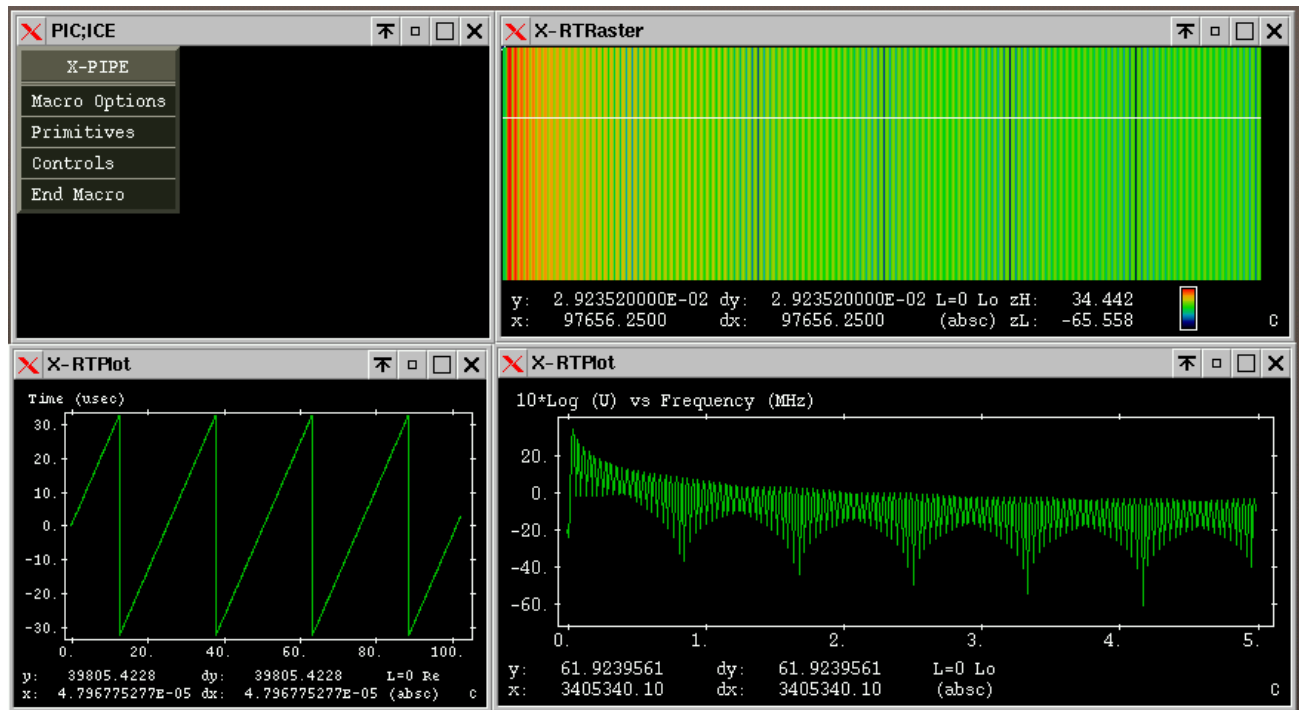 PIC;ICE
X-PIPE
Macro Options
Primitives
Controls
End Macro
X-RTRaster
y: 2.923520000E-02 dy: 2.923520000E-02 L=0 Lo zH: 34.442
x: 97656.2500 dx: 97656.2500 (absc) zL: -65.558 C
X-RTPlot
Time (usec)
30.
20.
10.
0.
-10.
-20.
-30.
0. 20. 40. 60. 80. 100.
y: 39805.4228 dy: 39805.4228 L=0 Re
x: 4.796775277E-05 dx: 4.796775277E-05 (absc) C
X-RTPlot
10*Log (U) vs Frequency (MHz)
20.
0.
-20.
-40.
-60.
0. 1. 2. 3. 4. 5.
y: 61.9239561 dy: 61.9239561 L=0 Lo
x: 3405340.10 dx: 3405340.10 (absc) C